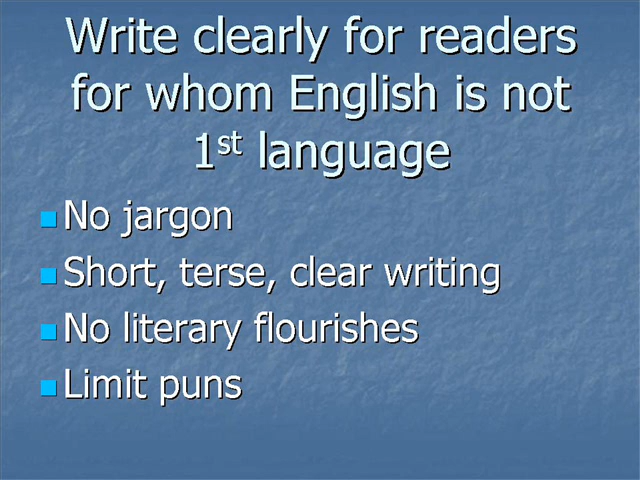 Write clearly for readers
for whom English is not
1st language
No jargon
Short, terse, clear writing
No literary flourishes
Limit puns